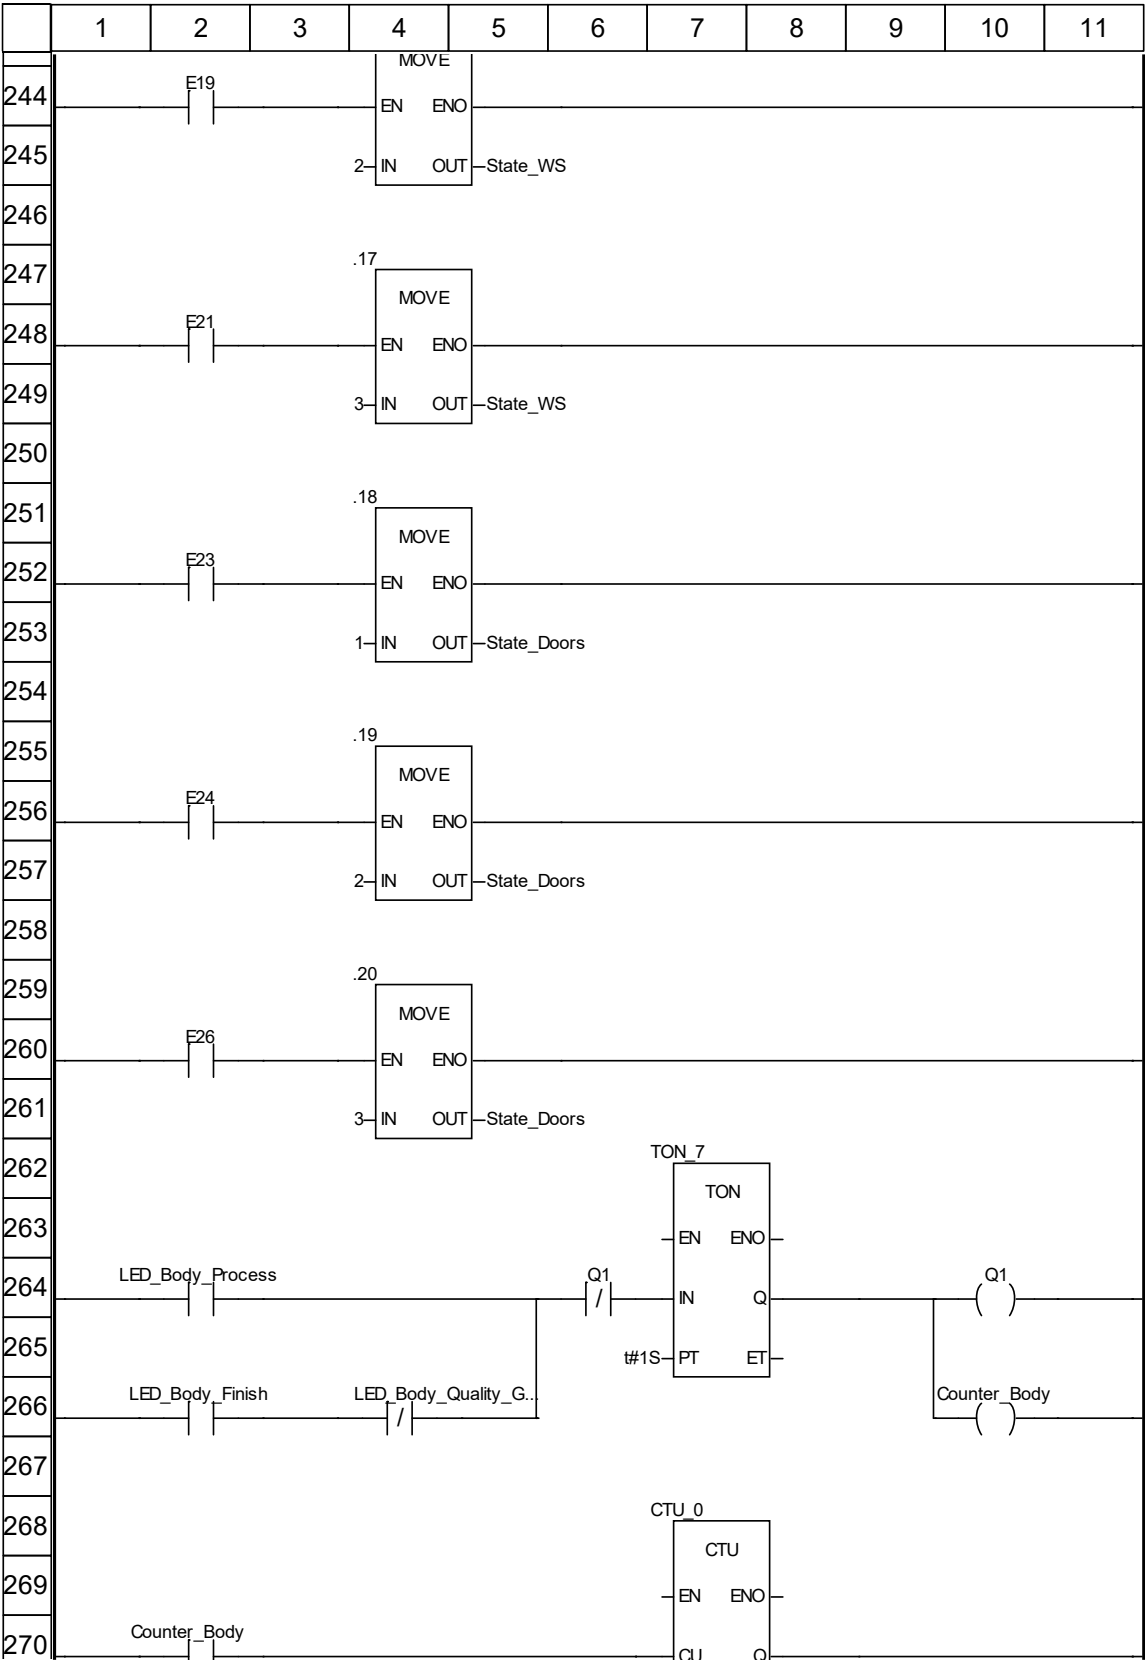 1 2 3 4 5 6 7 8 9 10 11
MOVE
E19
244 EN ENO
245 2 IN OUT State_WS
246
.17
247 MOVE
E21
248 EN ENO
249 3 IN OUT State_WS
250
.18
251 MOVE
E23
252 EN ENO
253 1 IN OUT State_Doors
254
.19
255 MOVE
E24
256 EN ENO
257 2 IN OUT State_Doors
258
.20
259 MOVE
E26
260 EN ENO
261 3 IN OUT State_Doors
TON_7
262 TON
263 EN ENO
LED_Body_Process Q1 Q1
264 / IN Q
265 t#1S PT ET
LED_Body_Finish LED_Body_Quality_G... Counter_Body
266 /
267
CTU_0
268 CTU
269 EN ENO
Counter_Body
270 CU Q